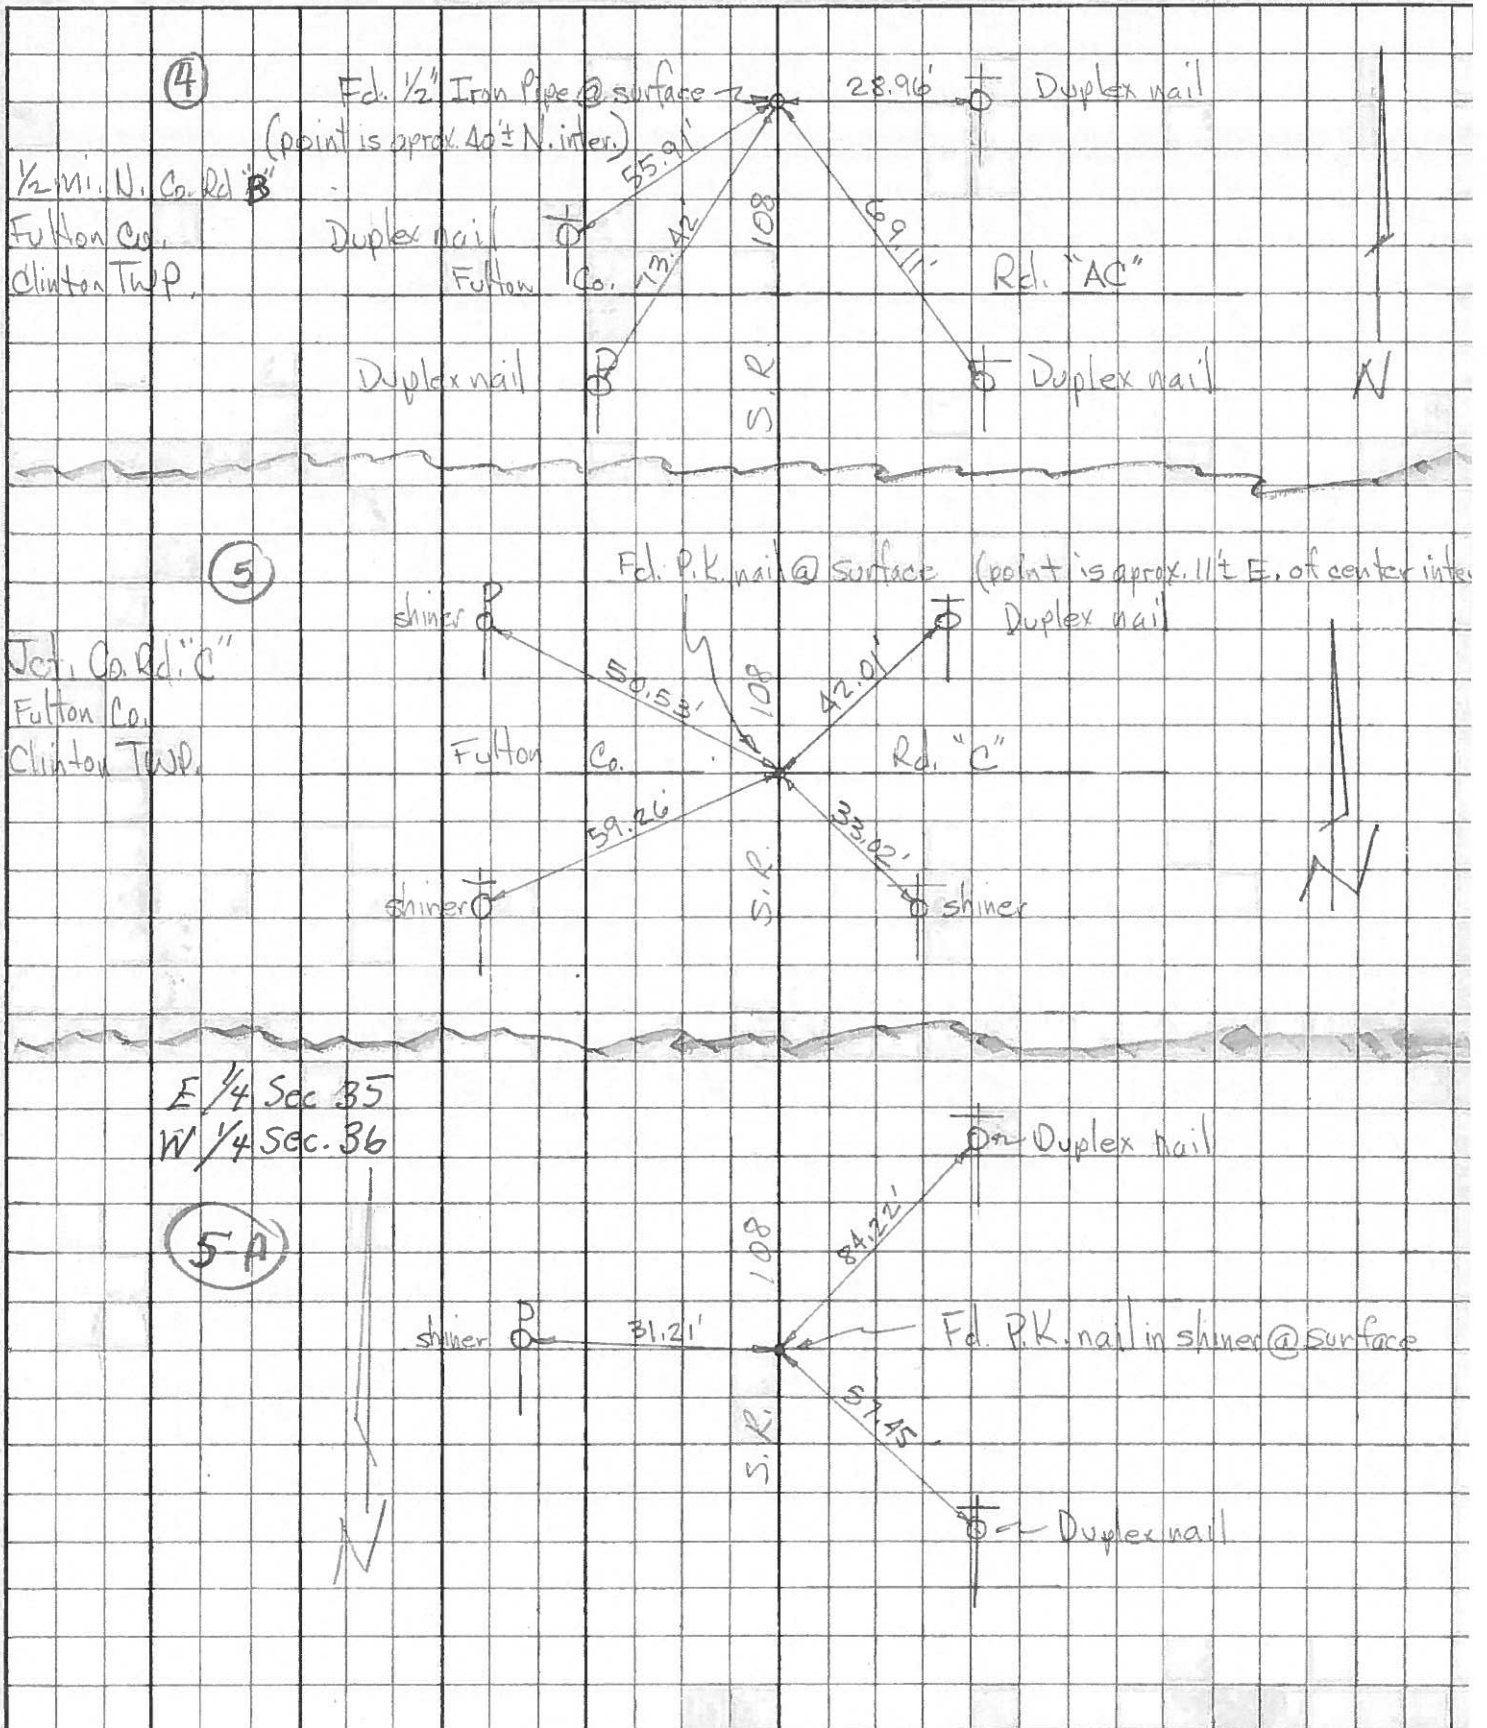 4
Fd. 1/2" Iron Pipe @ surface
28.96'
Duplex nail
(point is aprox. 40'± N. inter.)
55.91'
1/2 mi. N. Co. Rd. "B"
Fulton Co.
Clinton TWP.
Duplex nail
73.42'
108
69.11'
Fulton Co.
Rd. "AC"
Duplex nail
P
S.R.
Duplex nail
N
5
Fd. P.K. nail @ surface (point is aprox. 11'± E. of center inte
shiner
P
Duplex nail
Jct. Co. Rd. "C"
Fulton Co.
Clinton TWP.
50.53'
108
42.01'
Fulton Co.
Rd. "C"
59.26'
33.02'
S.R.
shiner
shiner
N
E 1/4 Sec 35
W 1/4 Sec. 36
Duplex nail
5-A
108
84.22'
P
shiner
31.21'
Fd. P.K. nail in shiner @ surface
57.45
S.R.
Duplex nail
N